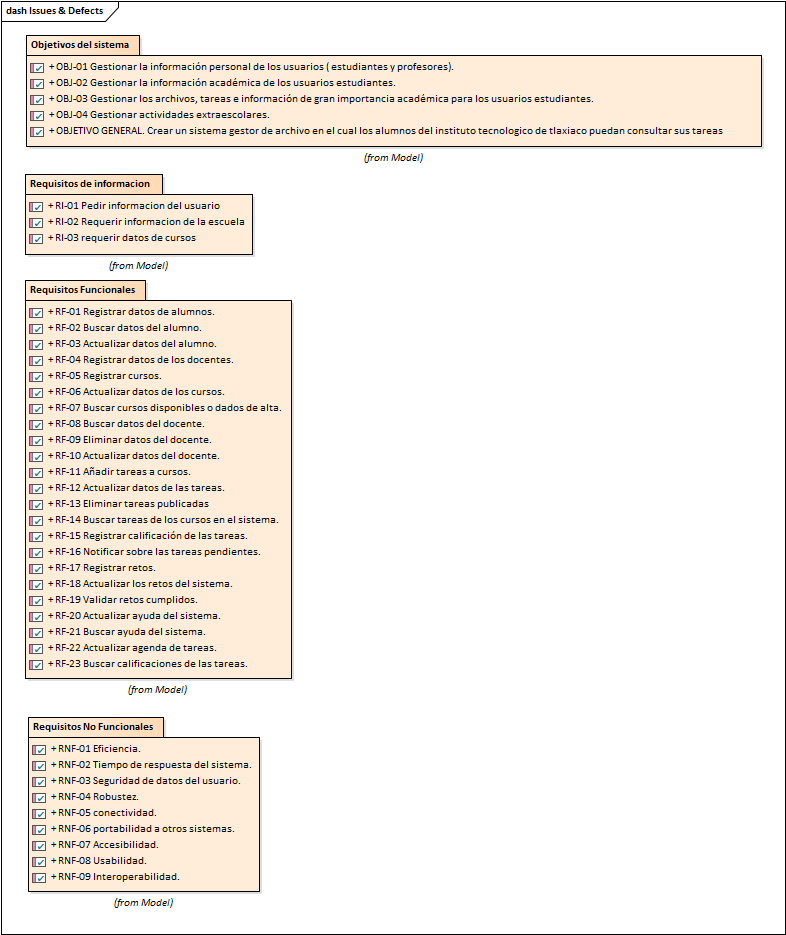 dash Issues & Defects
Objetivos del sistema
+ OBJ-01 Gestionar la información personal de los usuarios ( estudiantes y profesores).
+ OBJ-02 Gestionar la información académica de los usuarios estudiantes.
+ OBJ-03 Gestionar los archivos, tareas e información de gran importancia académica para los usuarios estudiantes.
+ OBJ-04 Gestionar actividades extraescolares.
+ OBJETIVO GENERAL. Crear un sistema gestor de archivo en el cual los alumnos del instituto tecnologico de tlaxiaco puedan consultar sus tareas
(from Model)
Requisitos de informacion
+ RI-01 Pedir informacion del usuario
+ RI-02 Requerir informacion de la escuela
+ RI-03 requerir datos de cursos
(from Model)
Requisitos Funcionales
+ RF-01 Registrar datos de alumnos.
+ RF-02 Buscar datos del alumno.
+ RF-03 Actualizar datos del alumno.
+ RF-04 Registrar datos de los docentes.
+ RF-05 Registrar cursos.
+ RF-06 Actualizar datos de los cursos.
+ RF-07 Buscar cursos disponibles o dados de alta.
+ RF-08 Buscar datos del docente.
+ RF-09 Eliminar datos del docente.
+ RF-10 Actualizar datos del docente.
+ RF-11 Añadir tareas a cursos.
+ RF-12 Actualizar datos de las tareas.
+ RF-13 Eliminar tareas publicadas
+ RF-14 Buscar tareas de los cursos en el sistema.
+ RF-15 Registrar calificación de las tareas.
+ RF-16 Notificar sobre las tareas pendientes.
+ RF-17 Registrar retos.
+ RF-18 Actualizar los retos del sistema.
+ RF-19 Validar retos cumplidos.
+ RF-20 Actualizar ayuda del sistema.
+ RF-21 Buscar ayuda del sistema.
+ RF-22 Actualizar agenda de tareas.
+ RF-23 Buscar calificaciones de las tareas.
(from Model)
Requisitos No Funcionales
+ RNF-01 Eficiencia.
+ RNF-02 Tiempo de respuesta del sistema.
+ RNF-03 Seguridad de datos del usuario.
+ RNF-04 Robustez.
+ RNF-05 conectividad.
+ RNF-06 portabilidad a otros sistemas.
+ RNF-07 Accesibilidad.
+ RNF-08 Usabilidad.
+ RNF-09 Interoperabilidad.
(from Model)